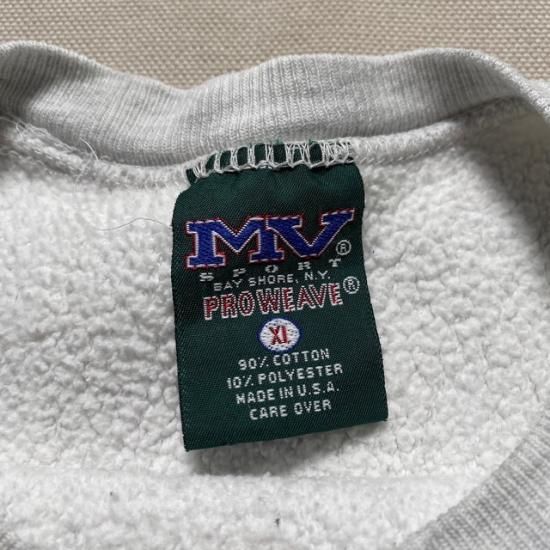 MV®
SPORT
BAY SHORE, N.Y.
PROWEAVE®
XL
90% COTTON
10% POLYESTER
MADE IN U.S.A.
CARE OVER